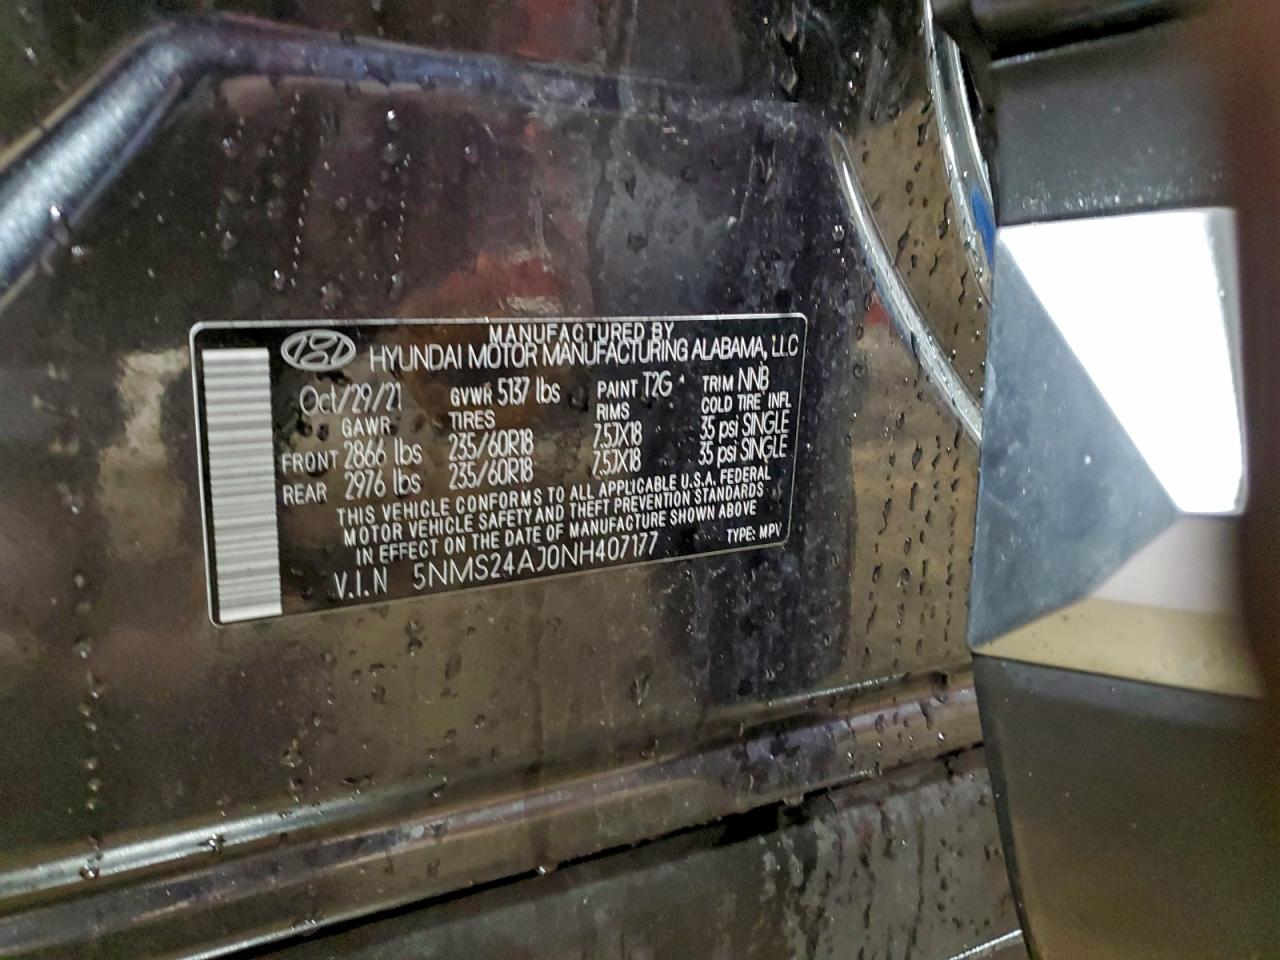 MANUFACTURED BY
HYUNDAI MOTOR MANUFACTURING ALABAMA, LLC
Oct/29/21 GVWR 5137 lbs PAINT T2G TRIM NNB
GAWR TIRES RIMS COLD TIRE INFL
FRONT 2866 lbs 235/60R18 7.5JX18 35 psi SINGLE
REAR 2976 lbs 235/60R18 7.5JX18 35 psi SINGLE
THIS VEHICLE CONFORMS TO ALL APPLICABLE U.S.A. FEDERAL
MOTOR VEHICLE SAFETY AND THEFT PREVENTION STANDARDS
IN EFFECT ON THE DATE OF MANUFACTURE SHOWN ABOVE
V.I.N 5NMS24AJ0NH407177 TYPE: MPV